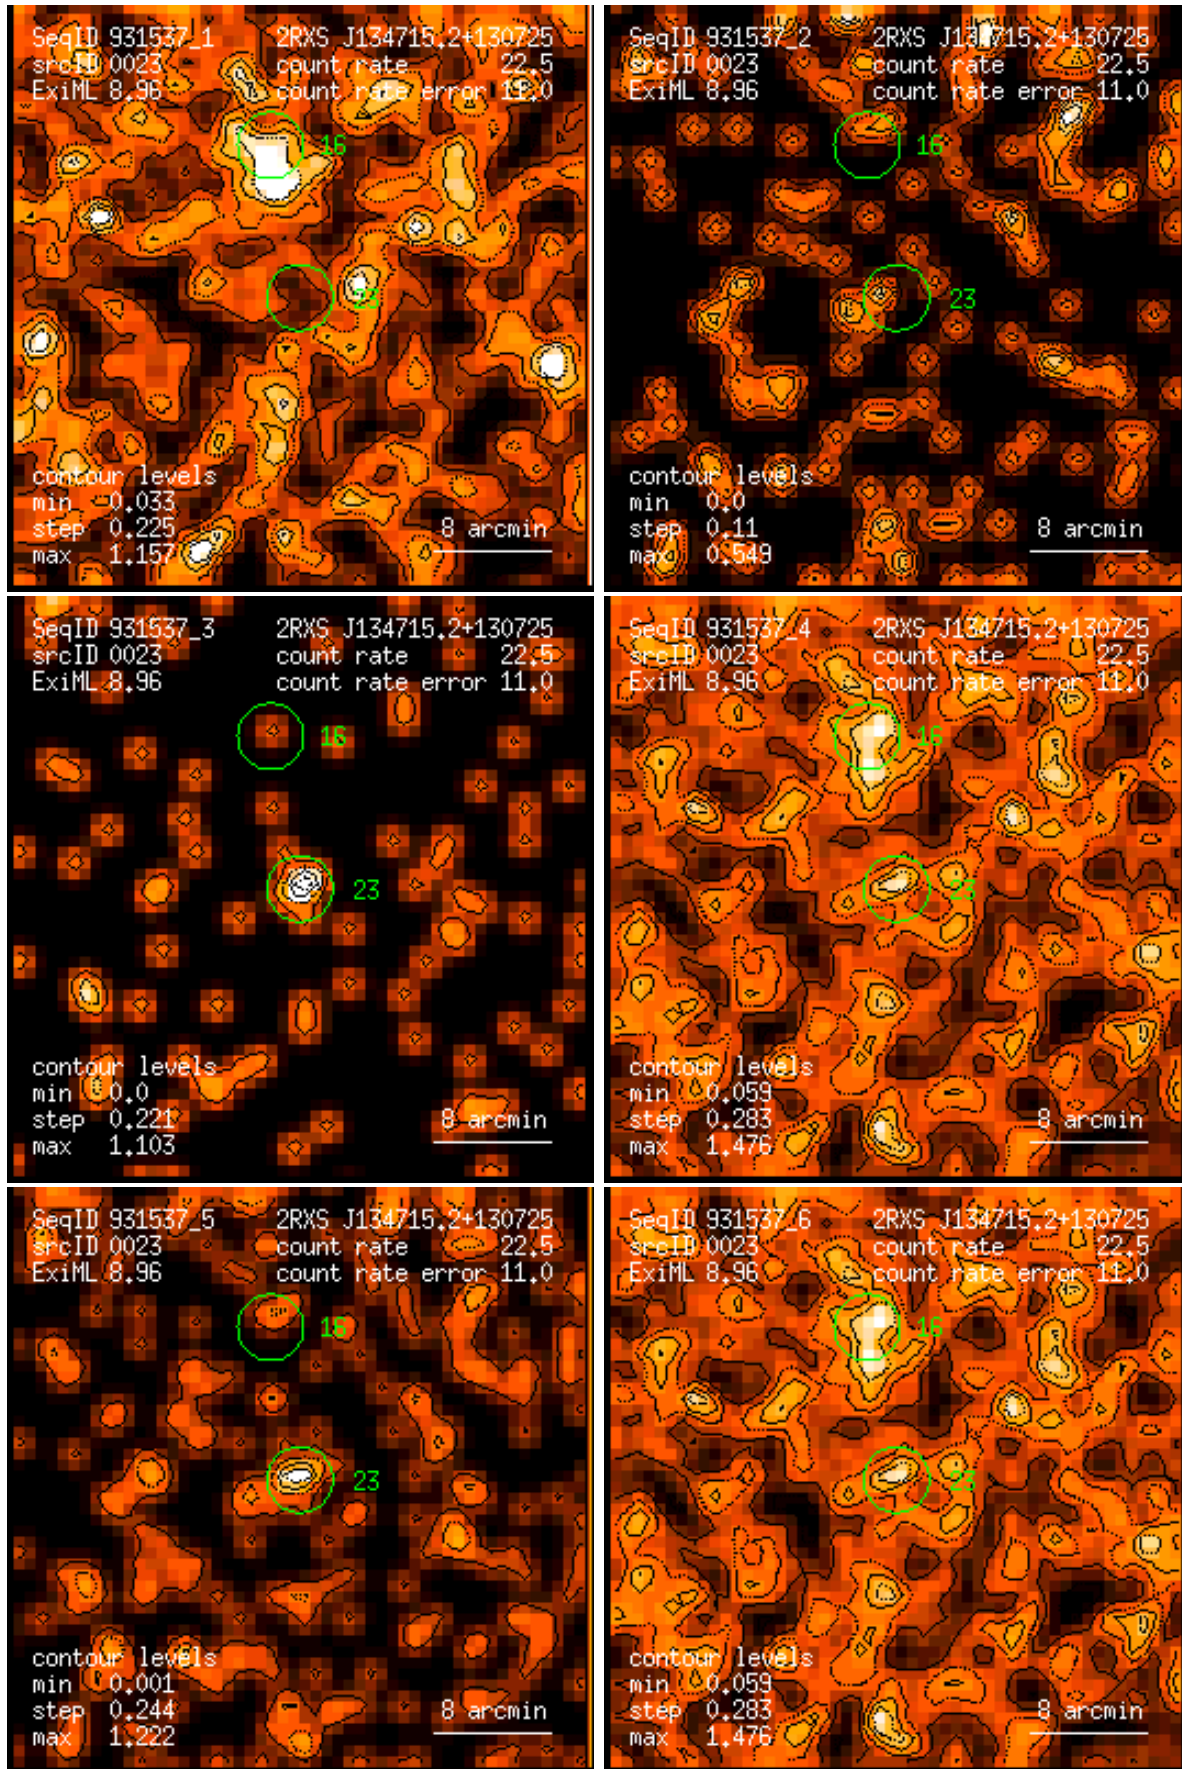 SeqID 931537_1 2RXS J134715.2+130725
srcID 0023 count rate 22.5
ExiML 8.96 count rate error 11.0
16
23
contour levels
min 0.033
step 0.225 8 arcmin
max 1.157
SeqID 931537_2 2RXS J134715.2+130725
srcID 0023 count rate 22.5
ExiML 8.96 count rate error 11.0
16
23
contour levels
min 0.0
step 0.11 8 arcmin
max 0.549
SeqID 931537_3 2RXS J134715.2+130725
srcID 0023 count rate 22.5
ExiML 8.96 count rate error 11.0
16
23
contour levels
min 0.0
step 0.221 8 arcmin
max 1.103
SeqID 931537_4 2RXS J134715.2+130725
srcID 0023 count rate 22.5
ExiML 8.96 count rate error 11.0
16
23
contour levels
min 0.059
step 0.283 8 arcmin
max 1.476
SeqID 931537_5 2RXS J134715.2+130725
srcID 0023 count rate 22.5
ExiML 8.96 count rate error 11.0
16
23
contour levels
min 0.001
step 0.244 8 arcmin
max 1.222
SeqID 931537_6 2RXS J134715.2+130725
srcID 0023 count rate 22.5
ExiML 8.96 count rate error 11.0
16
23
contour levels
min 0.059
step 0.283 8 arcmin
max 1.476